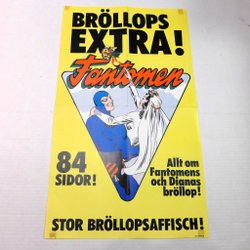 BRÖLLOPS
EXTRA!
Fantomen
84
SIDOR!
Allt om
Fantomens
och Dianas
bröllop!
STOR BRÖLLOPSAFFISCH!